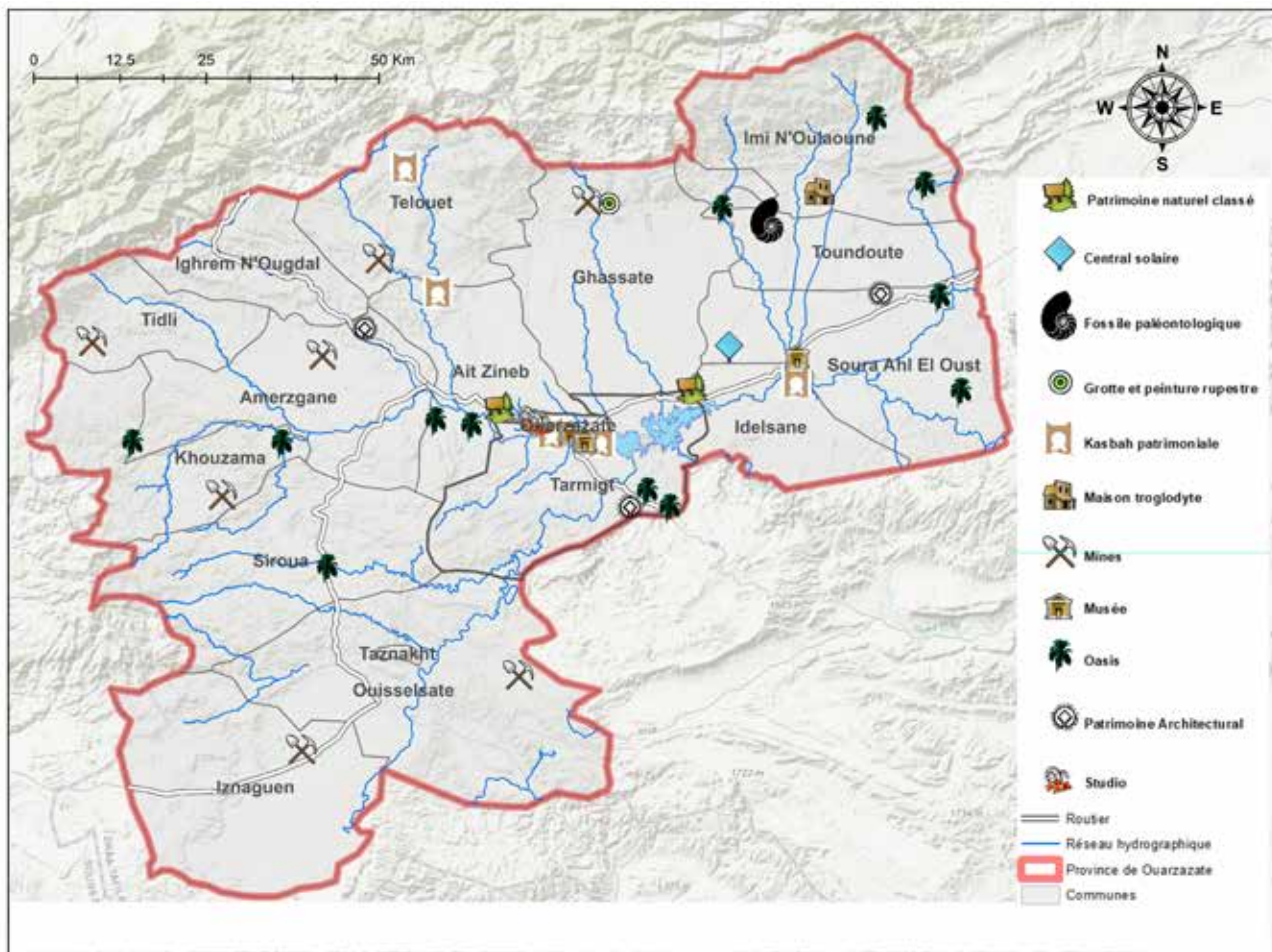 0 12.5 25 50 Km
N
W E
S
Imi N'Oulaoune
Telouet
Ighrem N'Ougdal
Ghassate
Toundoute
Tidli
Ait Zineb
Soura Ahl El Oust
Amerzgane
Ouarzazate
Idelsane
Khouzama
Tarmigt
Siroua
Taznakht
Ouisselsate
Iznaguen
Patrimoine naturel classé
Central solaire
Fossile paléontologique
Grotte et peinture rupestre
Kasbah patrimoniale
Maison troglodyte
Mines
Musée
Oasis
Patrimoine Architectural
Studio
Routier
Réseau hydrographique
Province de Ouarzazate
Communes